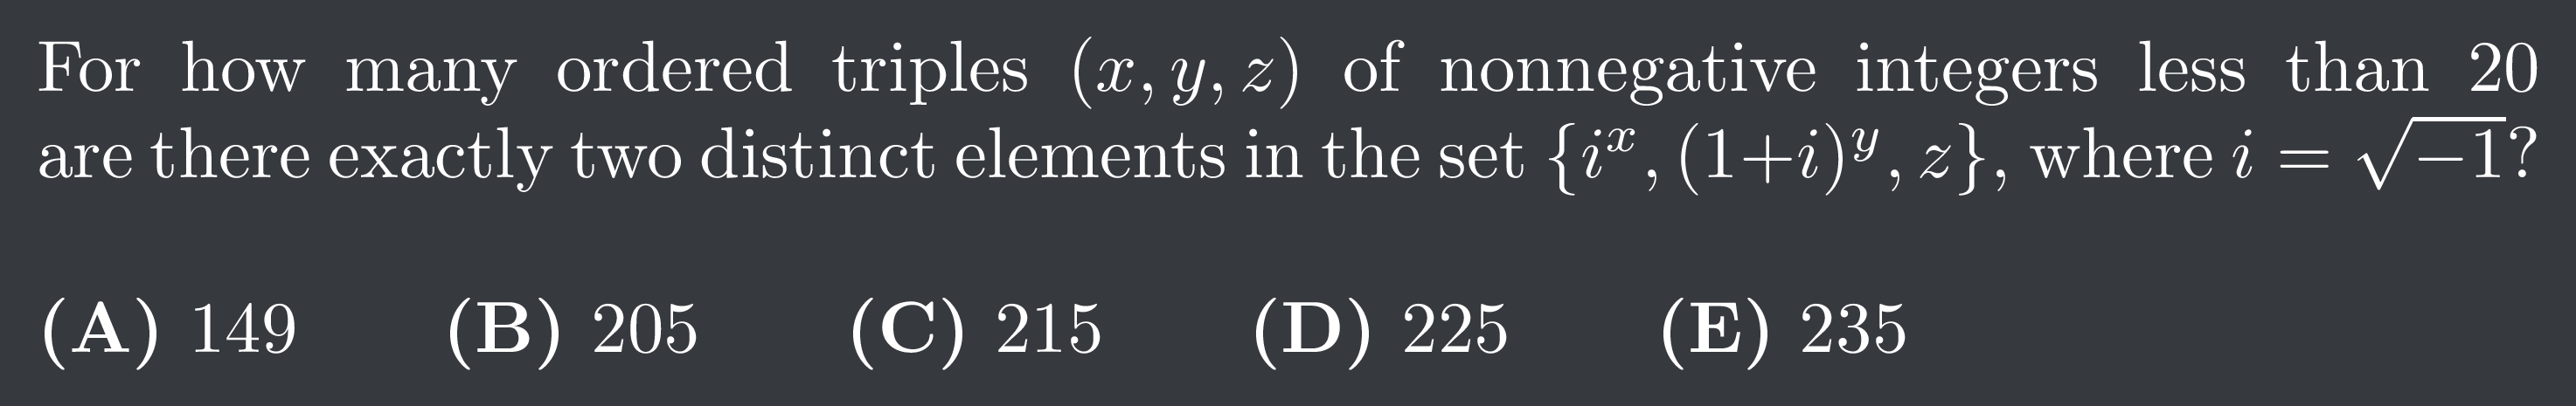 For how many ordered triples (x, y, z) of nonnegative integers less than 20
are there exactly two distinct elements in the set {i^x, (1+i)^y, z}, where i = √−1?
(A) 149 (B) 205 (C) 215 (D) 225 (E) 235